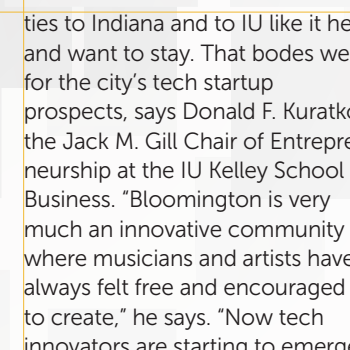 ties to Indiana and to IU like it he
and want to stay. That bodes we
for the city’s tech startup
prospects, says Donald F. Kuratko
the Jack M. Gill Chair of Entrepre
neurship at the IU Kelley School
Business. “Bloomington is very
much an innovative community
where musicians and artists have
always felt free and encouraged
to create,” he says. “Now tech
innovators are starting to emerge